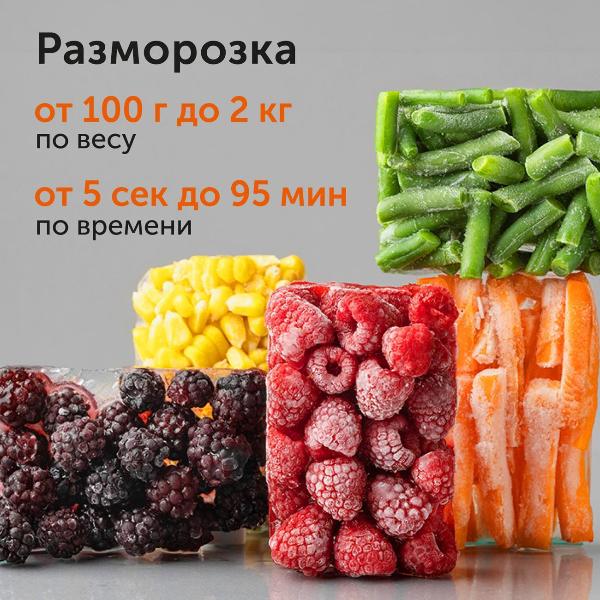 Разморозка
от 100 г до 2 кг
по весу
от 5 сек до 95 мин
по времени